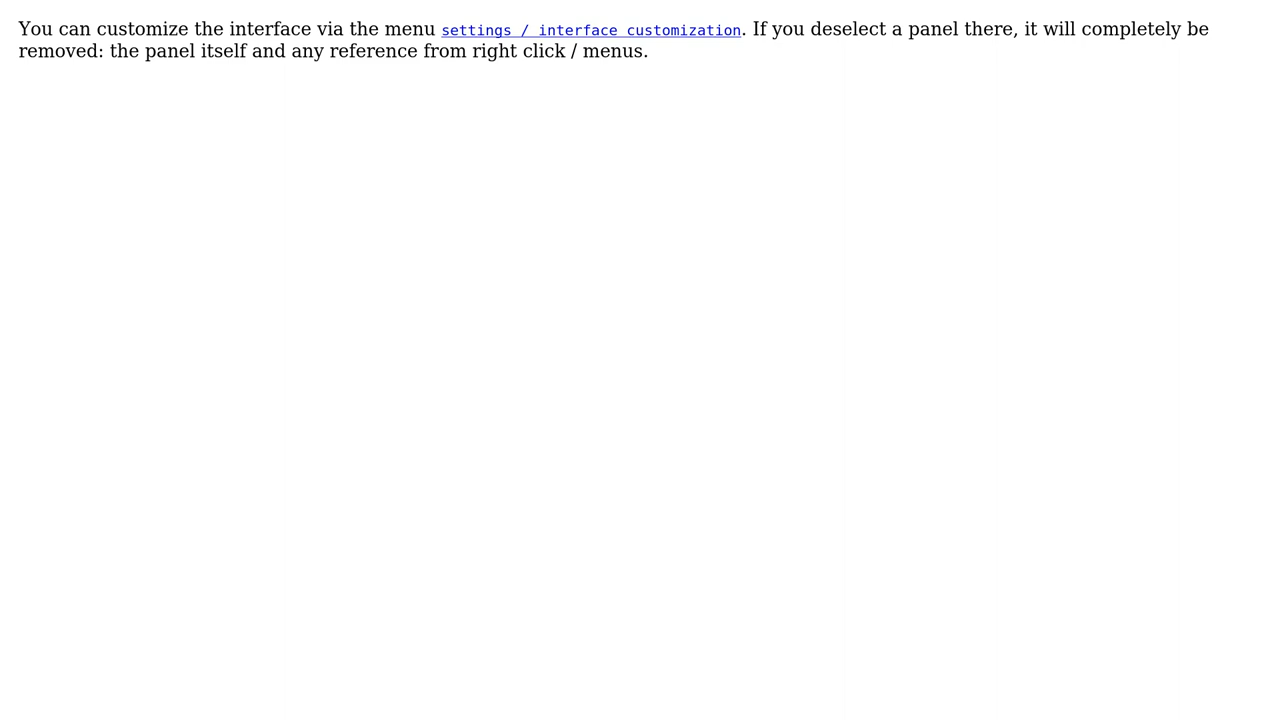 You can customize the interface via the menu settings / interface customization. If you deselect a panel there, it will completely be
removed: the panel itself and any reference from right click / menus.